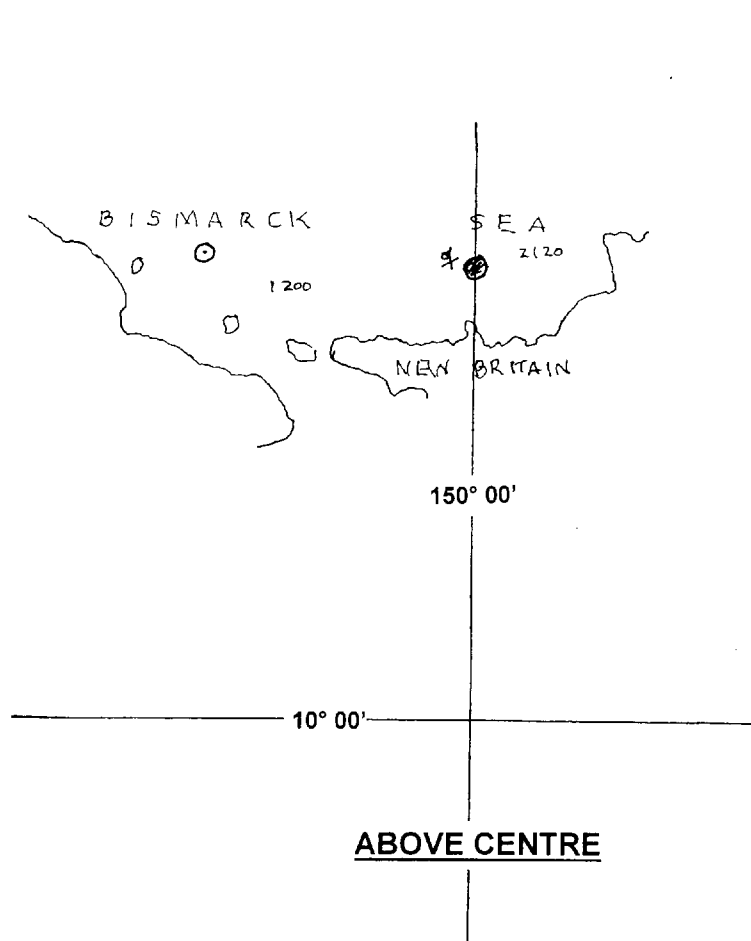 BISMARCK SEA
2120
1200
NEW BRITAIN
150° 00'
10° 00'
ABOVE CENTRE